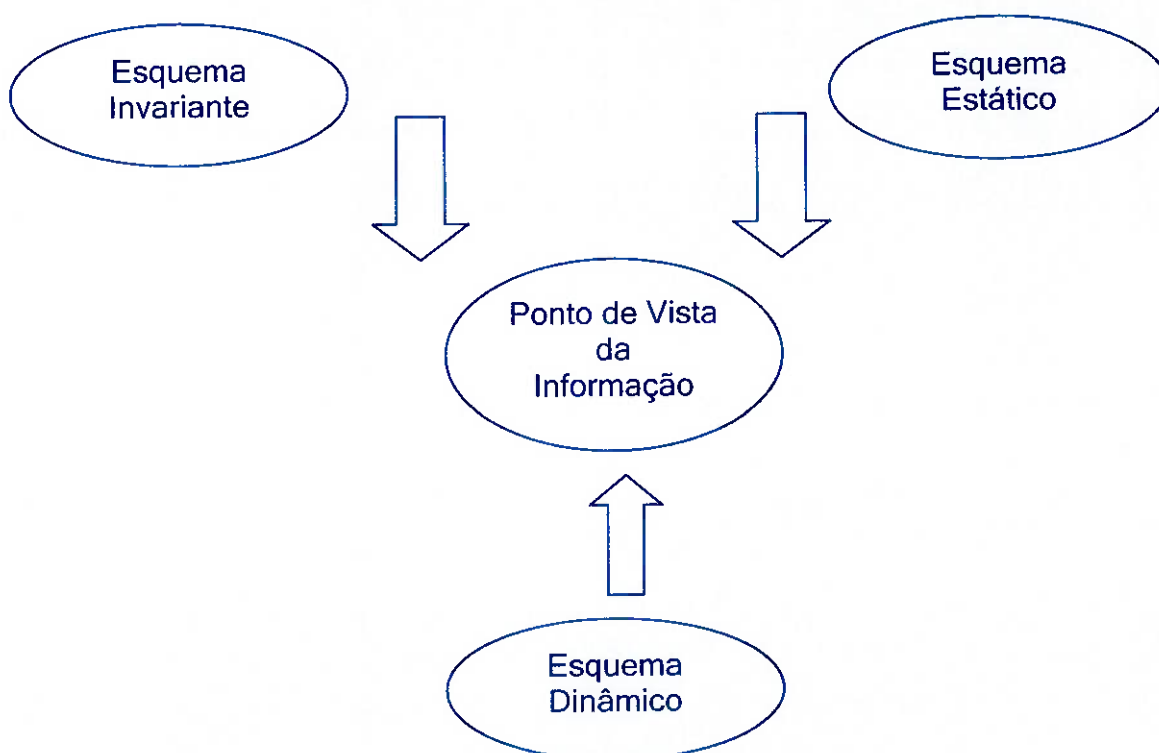 Esquema
Invariante
Esquema
Estático
Ponto de Vista
da
Informação
Esquema
Dinâmico